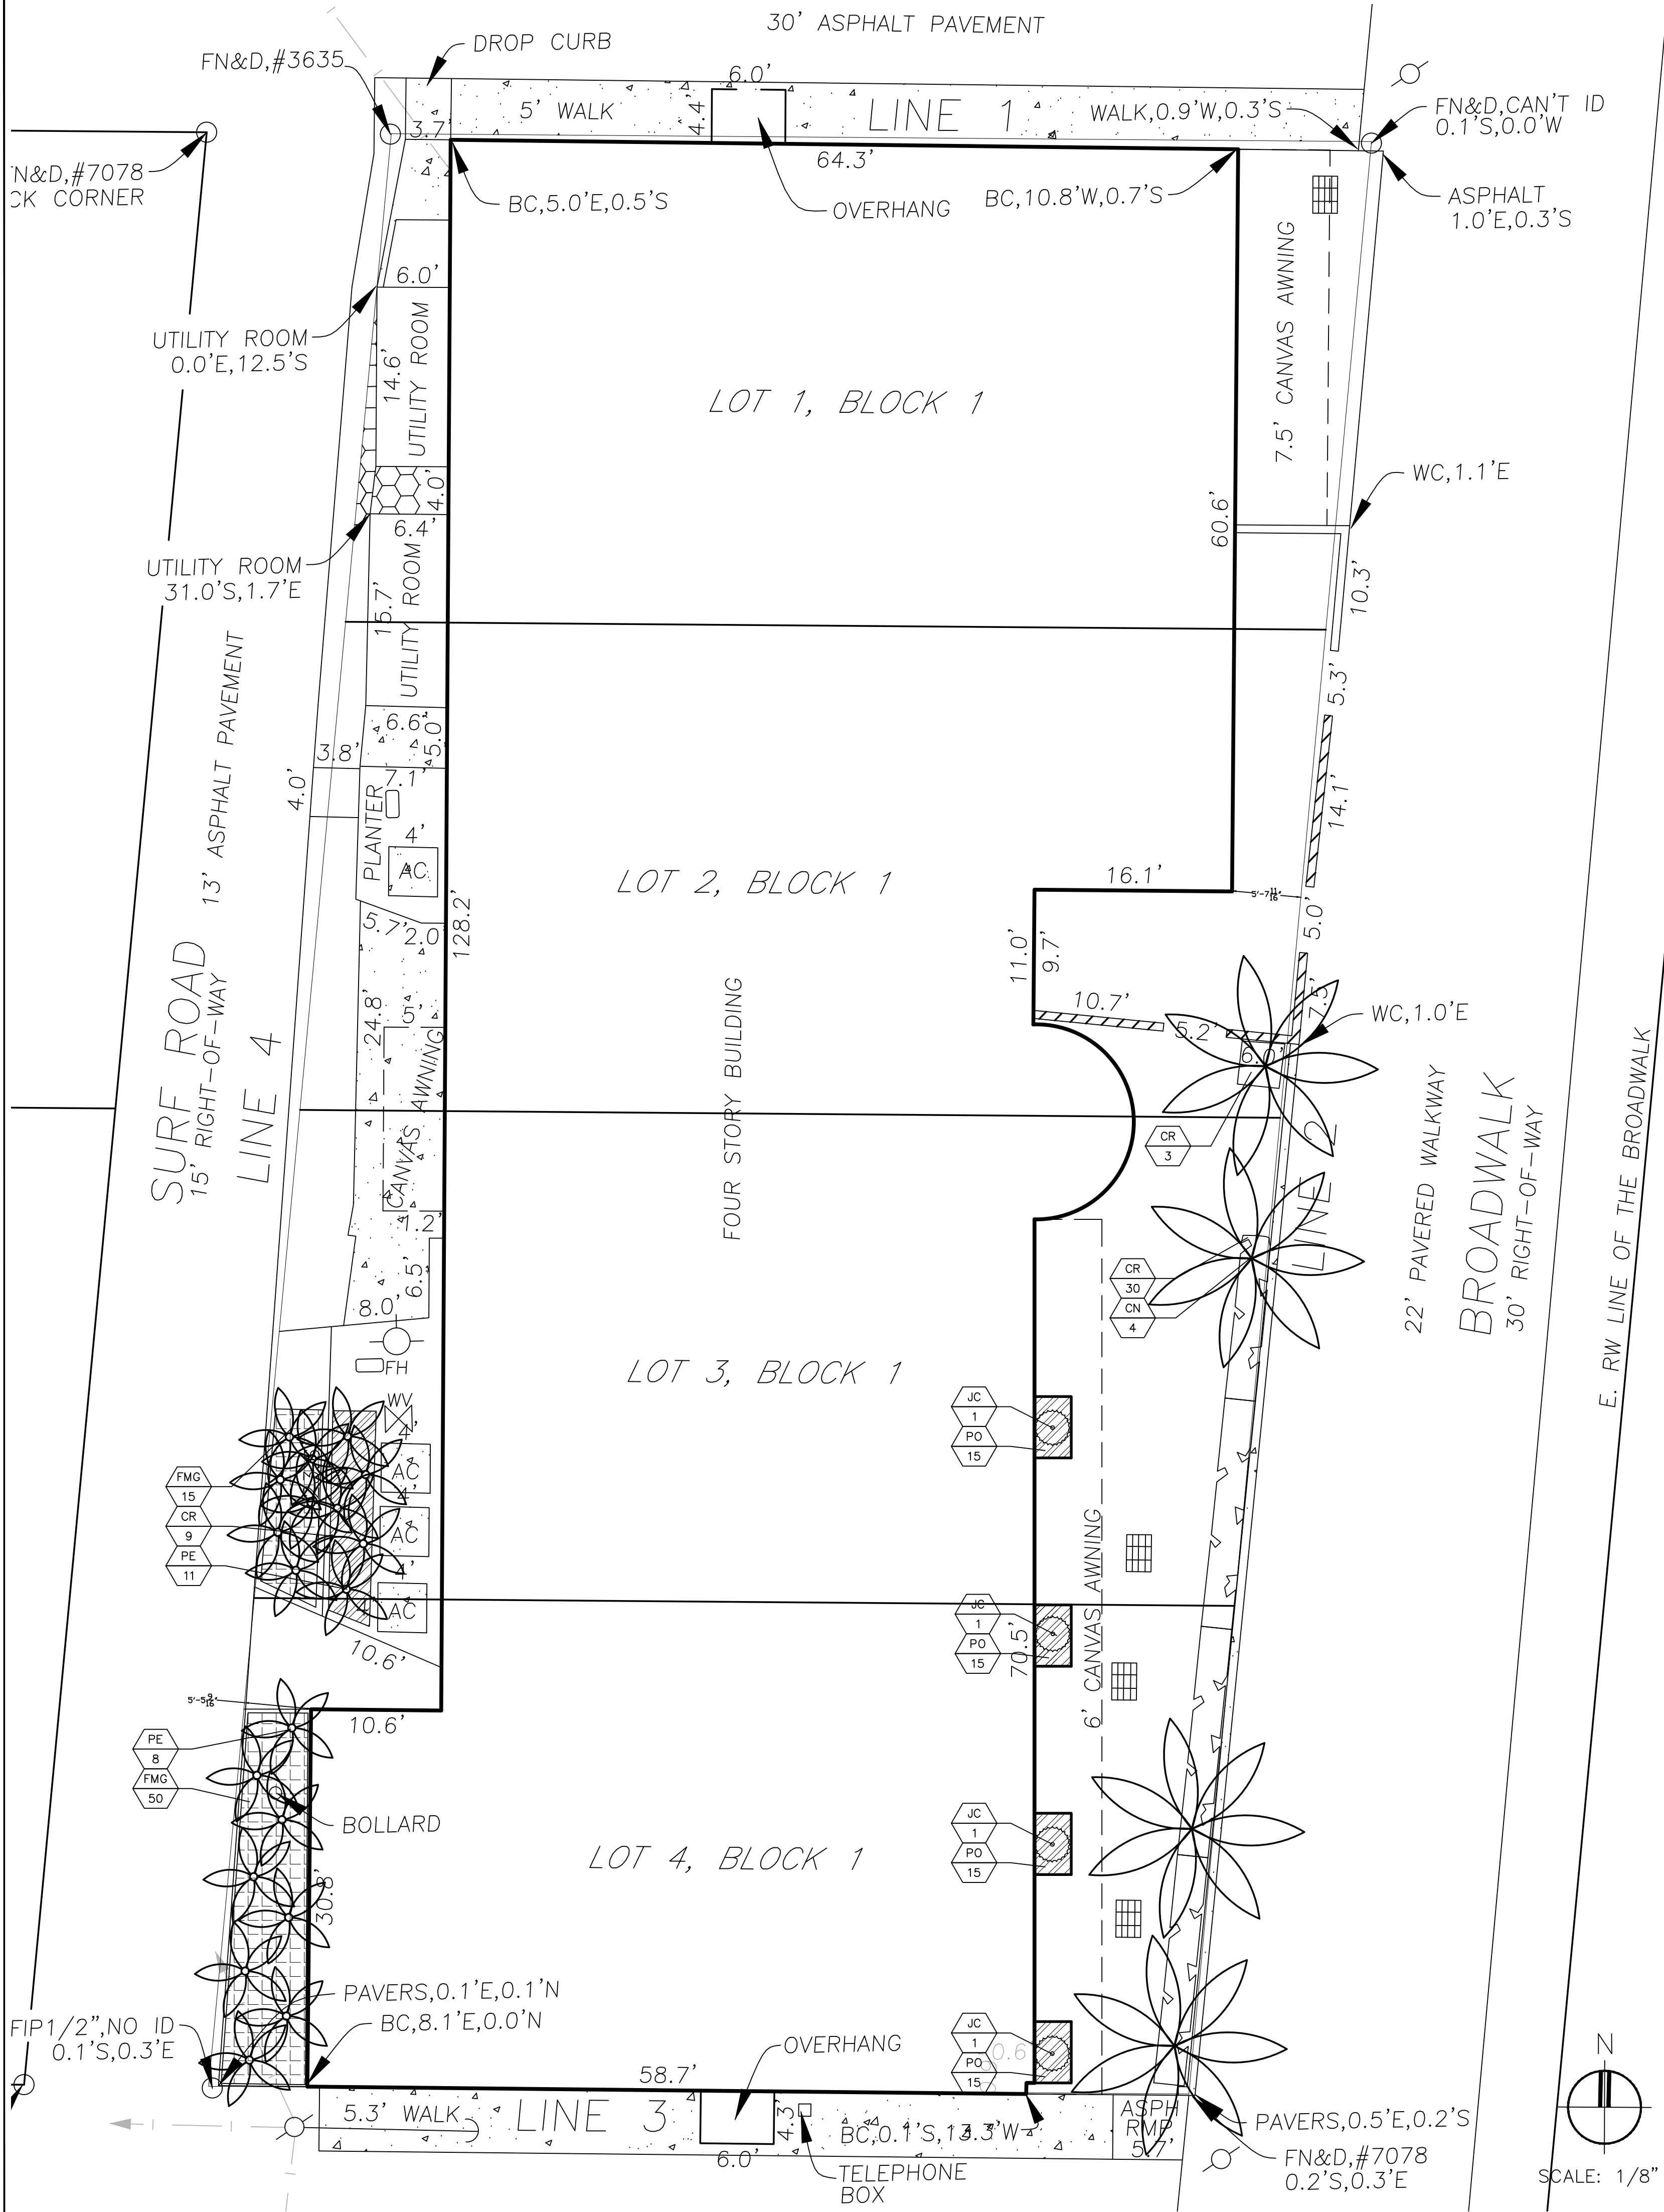 30' ASPHALT PAVEMENT
DROP CURB
FN&D,#3635
6.0'
5' WALK
4.4'
LINE 1
WALK,0.9'W,0.3'S
FN&D,CAN'T ID
0.1'S,0.0'W
3.7'
64.3'
'N&D,#7078
CK CORNER
BC,5.0'E,0.5'S
OVERHANG
BC,10.8'W,0.7'S
ASPHALT
1.0'E,0.3'S
6.0'
7.5' CANVAS AWNING
UTILITY ROOM
0.0'E,12.5'S
14.6'
UTILITY ROOM
LOT 1, BLOCK 1
WC,1.1'E
4.0'
6.4'
60.6'
UTILITY ROOM
31.0'S,1.7'E
15.7'
UTILITY ROOM
10.3'
5.3'
6.6'
5.0'
3.8'
7.1'
4.0'
14.1'
PLANTER
4'
AC
LOT 2, BLOCK 1
16.1'
5.7'
2.0'
128.2'
5.0'
SURF ROAD
15' RIGHT-OF-WAY
13' ASPHALT PAVEMENT
LINE 4
11.0'
9.7'
24.8'
5'
CANVAS AWNING
FOUR STORY BUILDING
10.7'
5.2'
7.5'
WC,1.0'E
6.0'
CR
3
LINE 2
22' PAVERED WALKWAY
BROADWALK
30' RIGHT-OF-WAY
E. RW LINE OF THE BROADWALK
1.2'
6.5'
8.0'
CR
30
CN
4
FH
WV
LOT 3, BLOCK 1
JC
1
PO
15
4'
AC
4'
AC
4'
AC
FMG
15
CR
9
PE
11
10.6'
JC
1
PO
15
70.5'
6' CANVAS AWNING
10.6'
PE
8
FMG
50
BOLLARD
30.8'
LOT 4, BLOCK 1
JC
1
PO
15
PAVERS,0.1'E,0.1'N
BC,8.1'E,0.0'N
FIP1/2",NO ID
0.1'S,0.3'E
OVERHANG
JC
1
PO
15
58.7'
5.3' WALK
LINE 3
4.3'
6.0'
BC,0.1'S,13.3'W
ASPH
RMP
5.7'
PAVERS,0.5'E,0.2'S
FN&D,#7078
0.2'S,0.3'E
TELEPHONE
BOX
N
SCALE: 1/8"